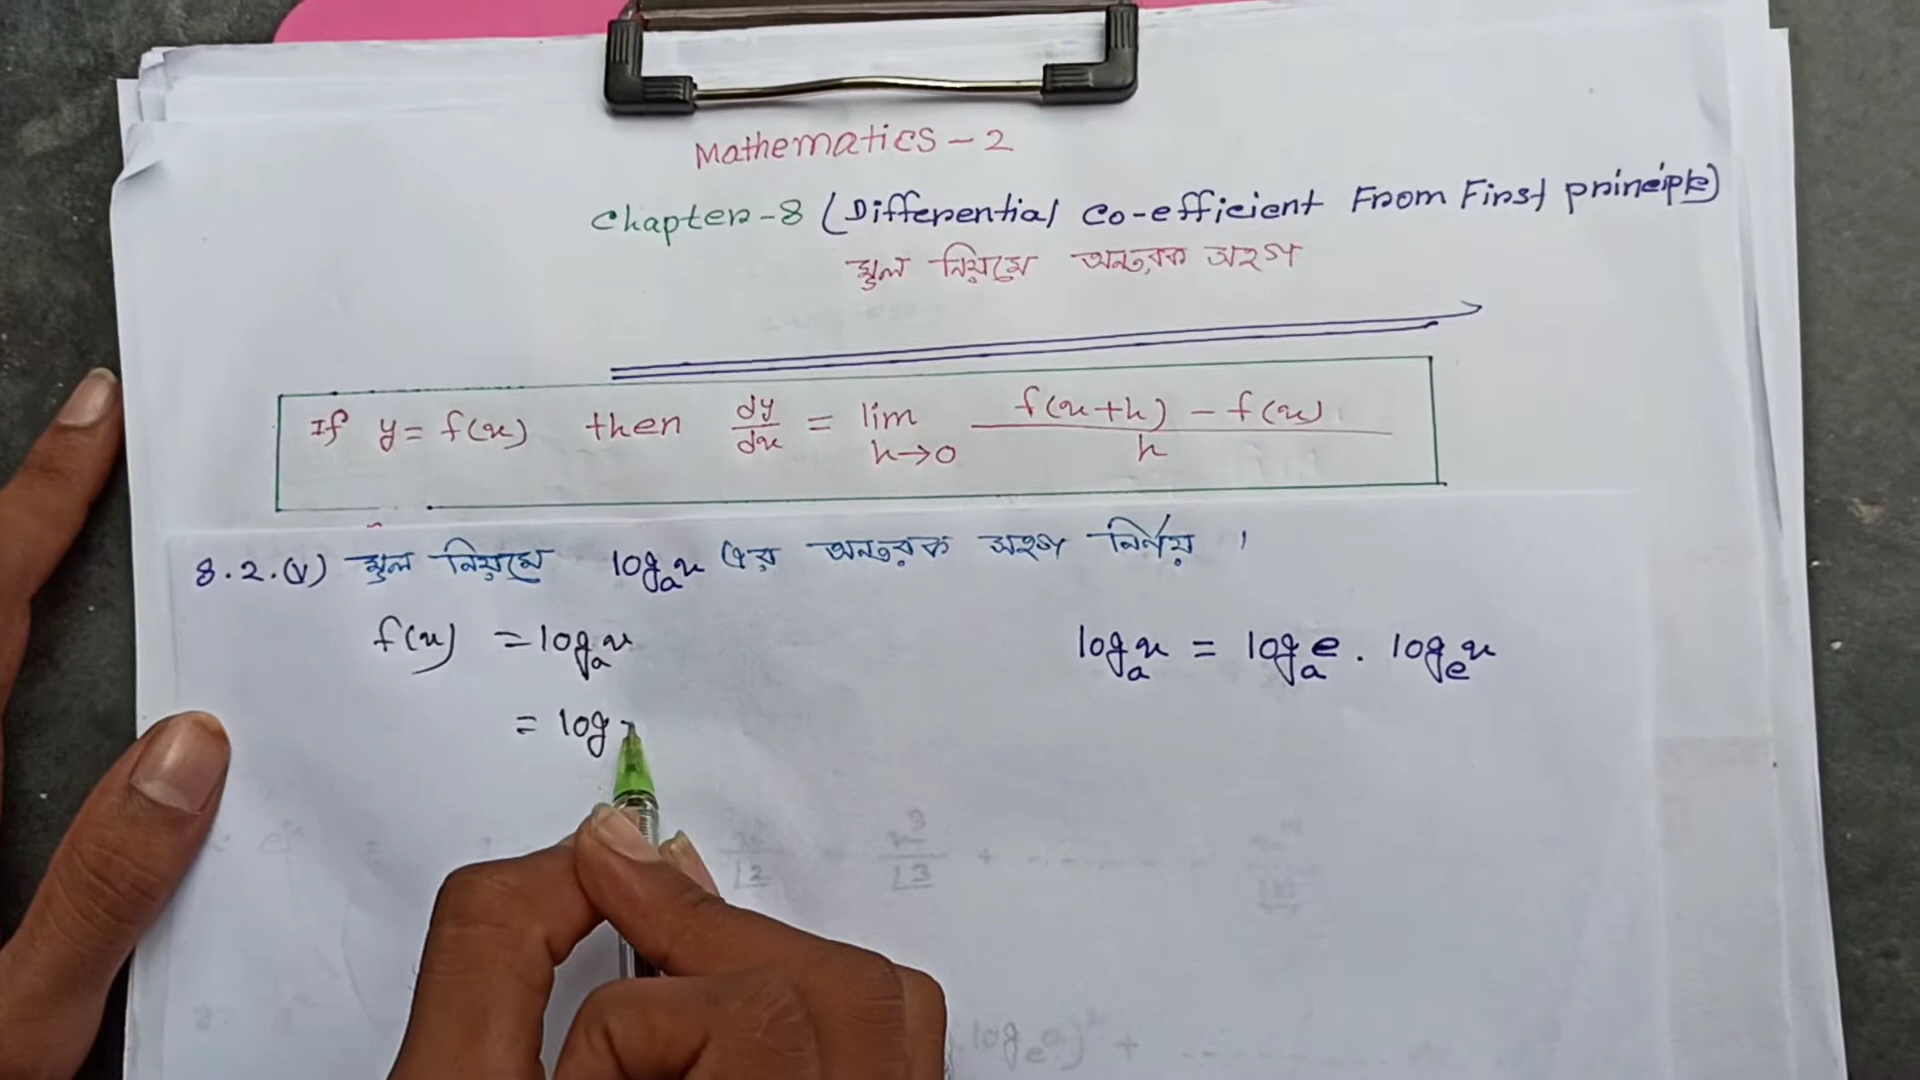 Mathematics - 2
Chapter-8 (Differential Co-efficient From First principle)
মুল নিয়মে অন্তরক সহগ
If y = f(x) then dy/dx = lim h→0 f(x+h) - f(x) / h
8.2.(v) মুল নিয়মে logₐx এর অন্তরক সহগ নির্ণয় ।
f(x) = logₐx
logₐx = logₐe . logₑx
= log